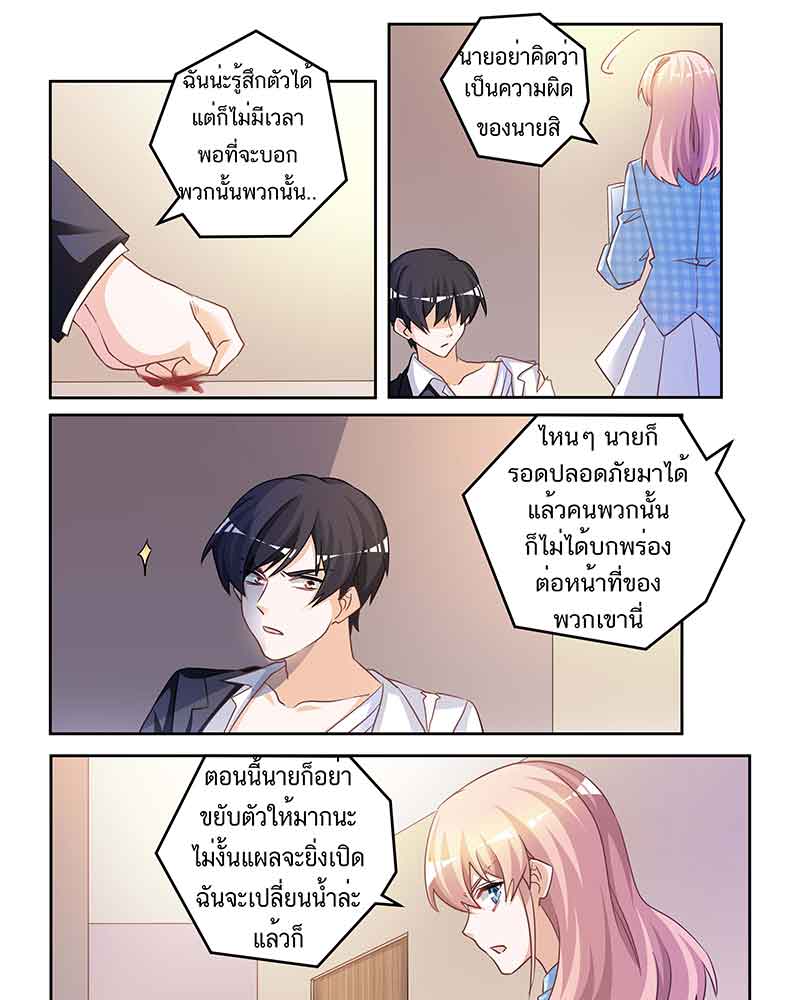 ฉันน่ะรู้สึกตัวได้
แต่ก็ไม่มีเวลา
พอที่จะบอก
พวกนั้นพวกนั้น..
นายอย่าคิดว่า
เป็นความผิด
ของนายสิ
ไหนๆ นายก็
รอดปลอดภัยมาได้
แล้วคนพวกนั้น
ก็ไม่ได้บกพร่อง
ต่อหน้าที่ของ
พวกเขานี่
ตอนนี้นายก็อย่า
ขยับตัวให้มากนะ
ไม่งั้นแผลจะยิ่งเปิด
ฉันจะเปลี่ยนน้ำล่ะ
แล้วก็